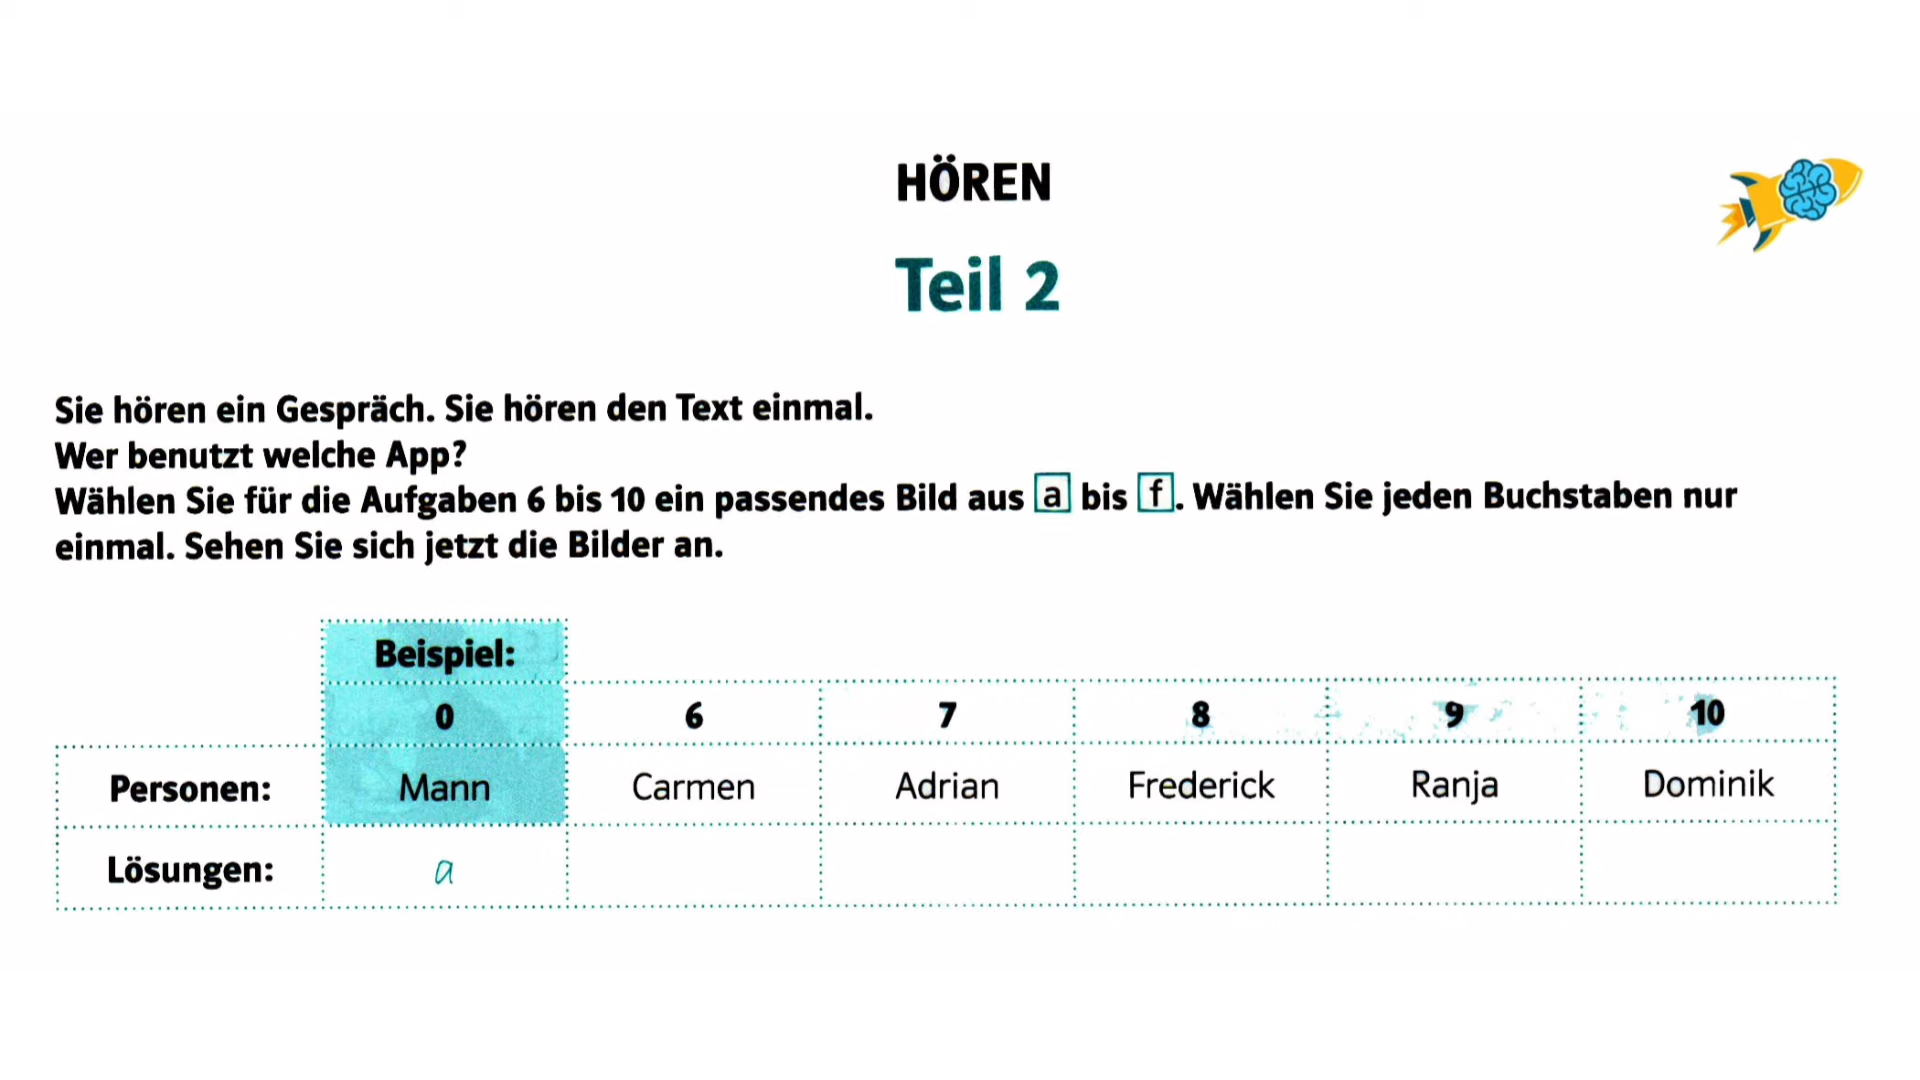 HÖREN
Teil 2
Sie hören ein Gespräch. Sie hören den Text einmal.
Wer benutzt welche App?
Wählen Sie für die Aufgaben 6 bis 10 ein passendes Bild aus a bis f. Wählen Sie jeden Buchstaben nur
einmal. Sehen Sie sich jetzt die Bilder an.
Beispiel:
0 6 7 8 9 10
Personen: Mann Carmen Adrian Frederick Ranja Dominik
Lösungen: a